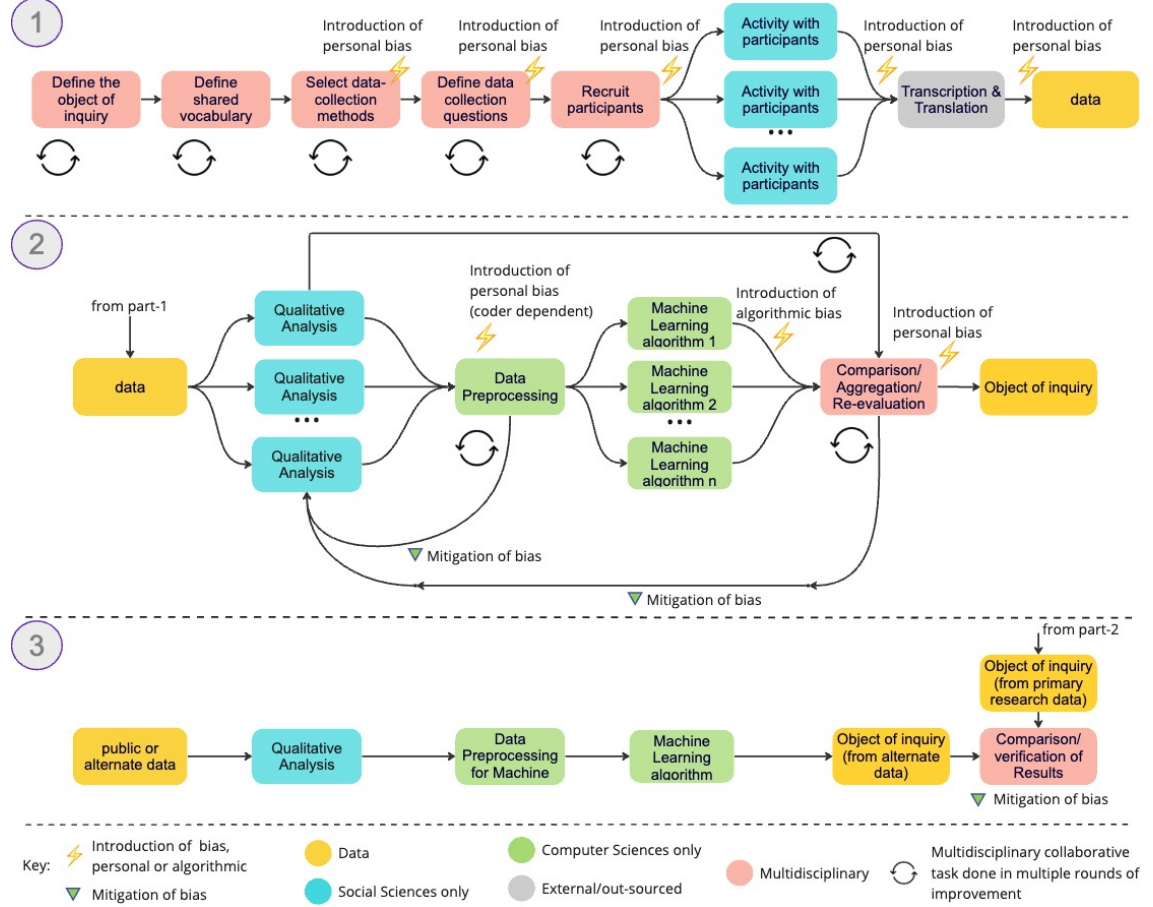 1
Introduction of
personal bias
Introduction of
personal bias
Introduction of
personal bias
Introduction of
personal bias
Introduction of
personal bias
Define the
object of
inquiry
Define
shared
vocabulary
Select data-
collection
methods
Define data
collection
questions
Recruit
participants
Activity with
participants
Activity with
participants
...
Activity with
participants
Transcription &
Translation
data
2
from part-1
data
Qualitative
Analysis
Qualitative
Analysis
...
Qualitative
Analysis
Introduction of
personal bias
(coder dependent)
Data
Preprocessing
Machine
Learning
algorithm 1
Machine
Learning
algorithm 2
...
Machine
Learning
algorithm n
Introduction of
algorithmic bias
Introduction of
personal bias
Comparison/
Aggregation/
Re-evaluation
Object of inquiry
Mitigation of bias
Mitigation of bias
3
from part-2
Object of inquiry
(from primary
research data)
public or
alternate data
Qualitative
Analysis
Data
Preprocessing
for Machine
Machine
Learning
algorithm
Object of inquiry
(from alternate
data)
Comparison/
verification of
Results
Mitigation of bias
Key:
Introduction of bias,
personal or algorithmic
Mitigation of bias
Data
Social Sciences only
Computer Sciences only
External/out-sourced
Multidisciplinary
Multidisciplinary collaborative
task done in multiple rounds of
improvement